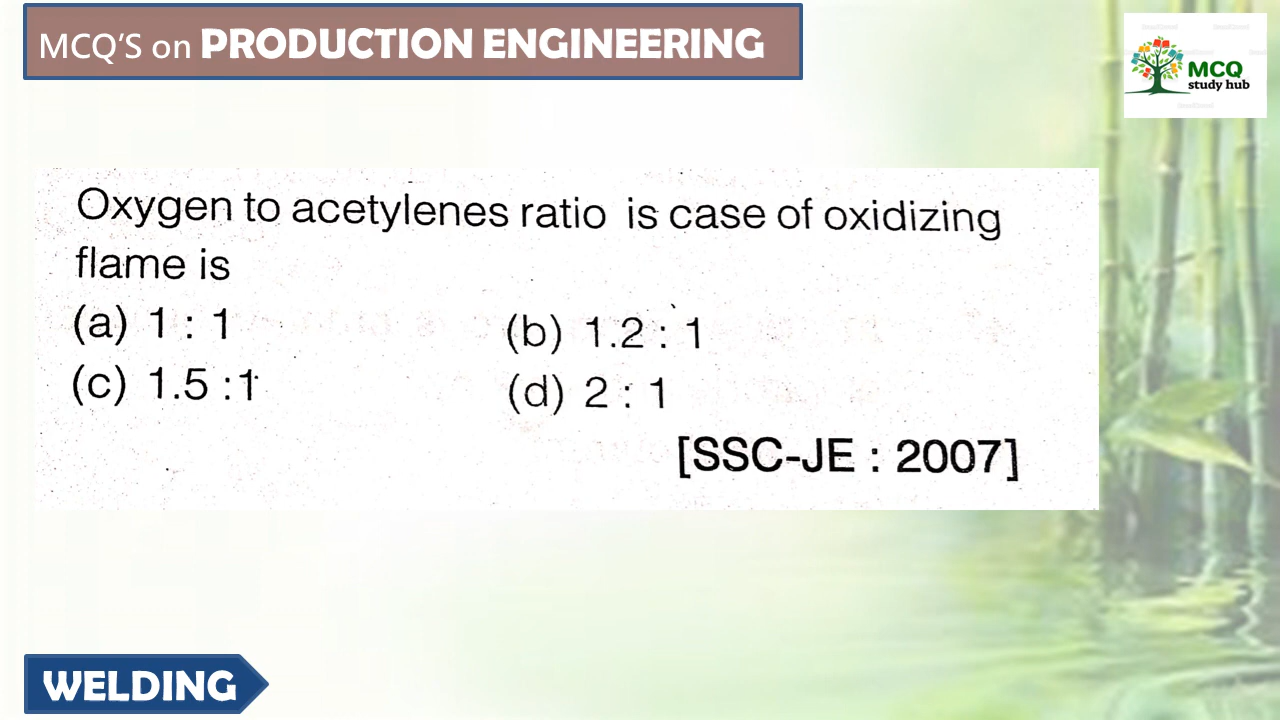 MCQ'S on PRODUCTION ENGINEERING
MCQ
study hub
Oxygen to acetylenes ratio is case of oxidizing
flame is
(a) 1 : 1 (b) 1.2 : 1
(c) 1.5 : 1 (d) 2 : 1
[SSC-JE : 2007]
WELDING